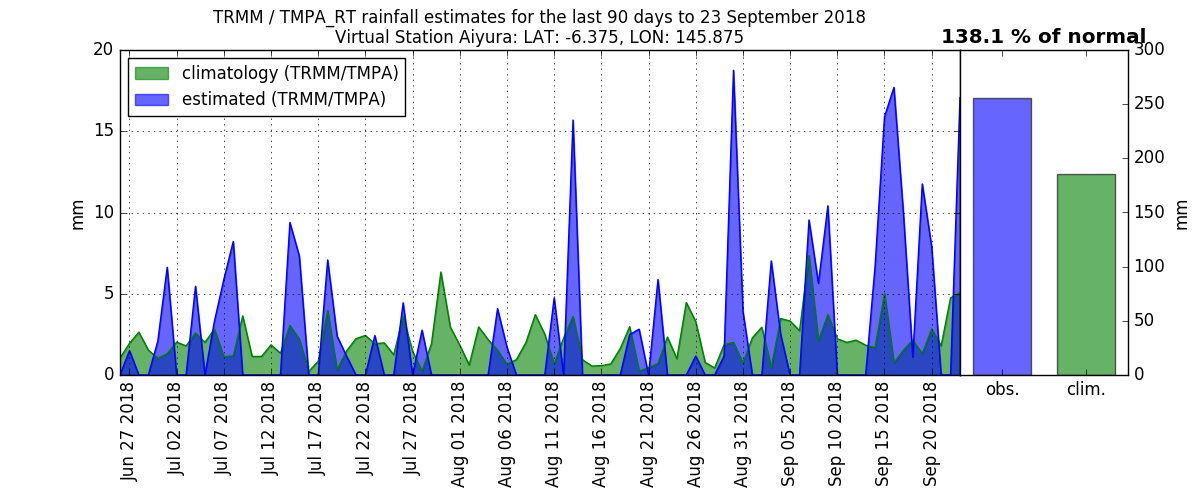 TRMM / TMPA_RT rainfall estimates for the last 90 days to 23 September 2018
Virtual Station Aiyura: LAT: -6.375, LON: 145.875
138.1 % of normal
climatology (TRMM/TMPA)
estimated (TRMM/TMPA)
20
15
10
5
0
mm
300
250
200
150
100
50
0
mm
obs.
clim.
Jun 27 2018
Jul 02 2018
Jul 07 2018
Jul 12 2018
Jul 17 2018
Jul 22 2018
Jul 27 2018
Aug 01 2018
Aug 06 2018
Aug 11 2018
Aug 16 2018
Aug 21 2018
Aug 26 2018
Aug 31 2018
Sep 05 2018
Sep 10 2018
Sep 15 2018
Sep 20 2018